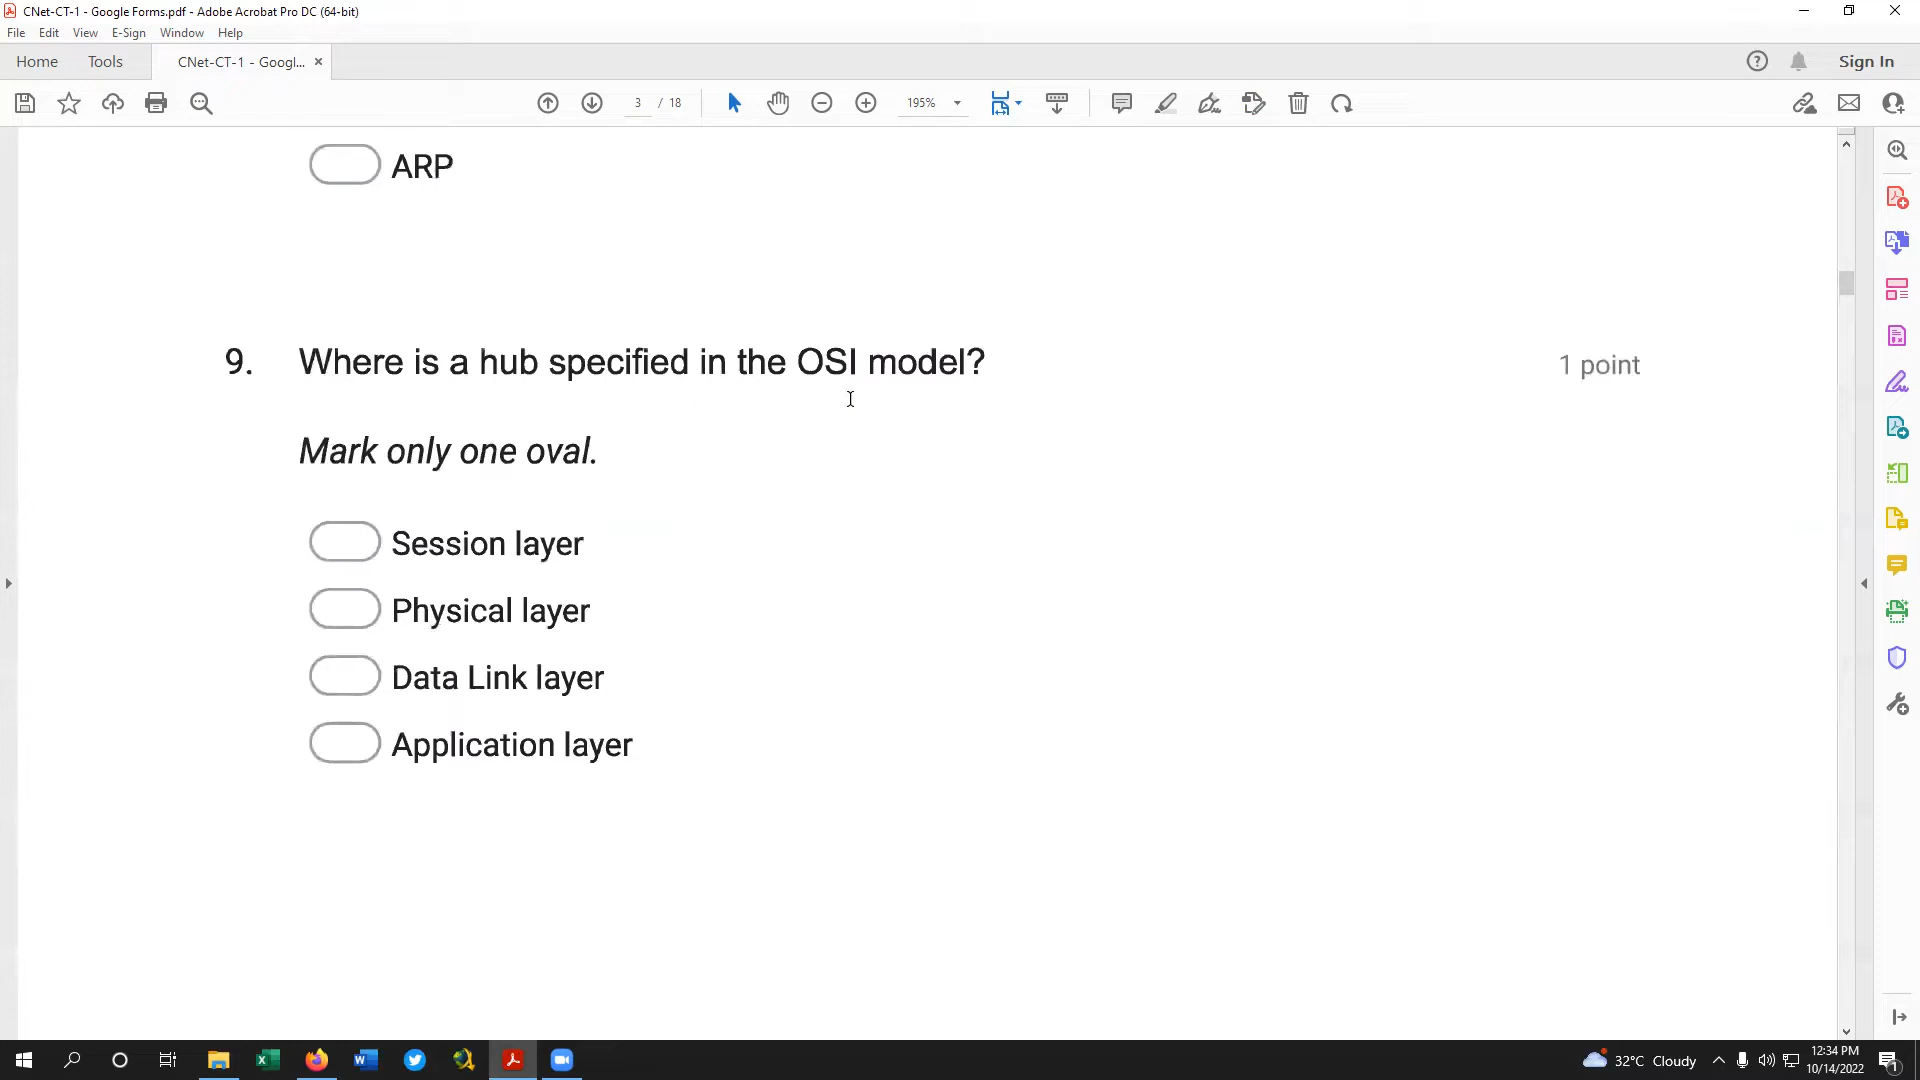 CNet-CT-1 - Google Forms.pdf - Adobe Acrobat Pro DC (64-bit)
File Edit View E-Sign Window Help
Home Tools CNet-CT-1 - Googl... × Sign In
3 / 18 195%
ARP
9. Where is a hub specified in the OSI model? 1 point
Mark only one oval.
Session layer
Physical layer
Data Link layer
Application layer
32°C Cloudy 12:34 PM
10/14/2022 1